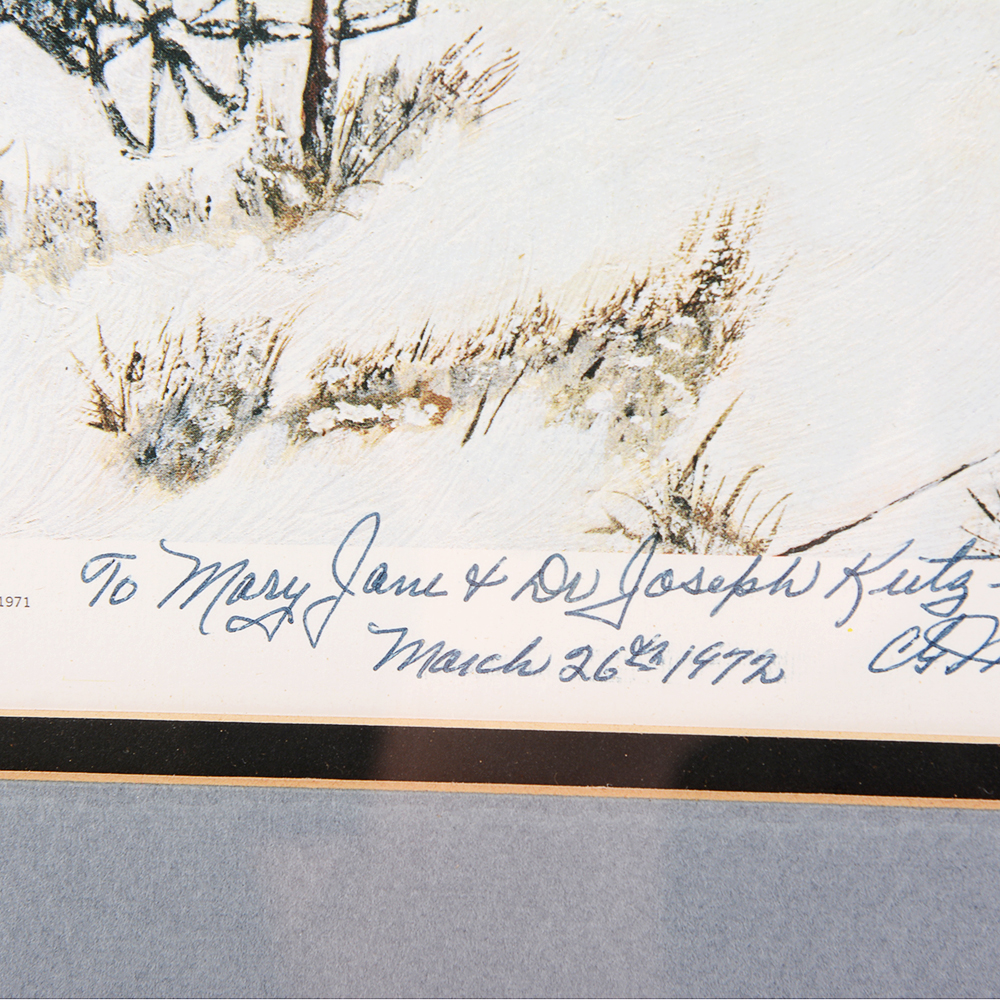 1971
To Mary Jane & Dr Joseph Kutz-
March 26th 1972